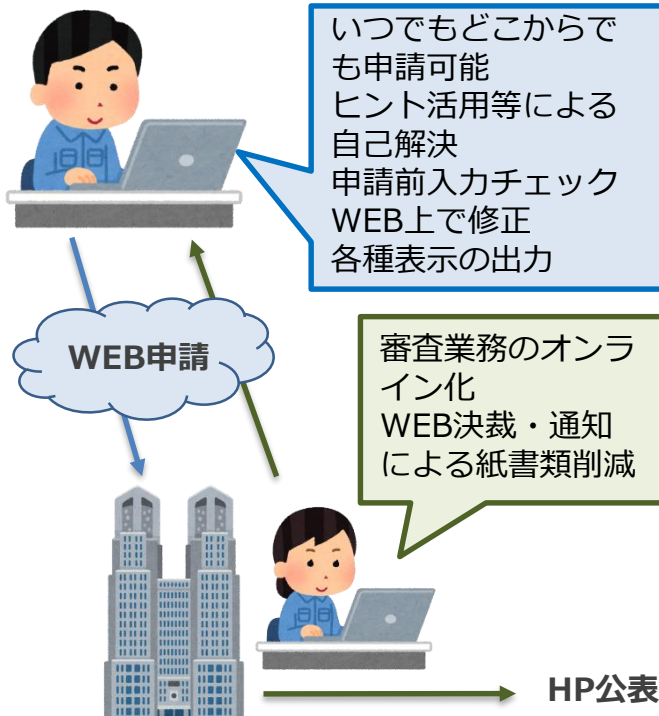 いつでもどこからで
も申請可能
ヒント活用等による
自己解決
申請前入力チェック
WEB上で修正
各種表示の出力
WEB申請
審査業務のオンラ
イン化
WEB決裁・通知
による紙書類削減
HP公表